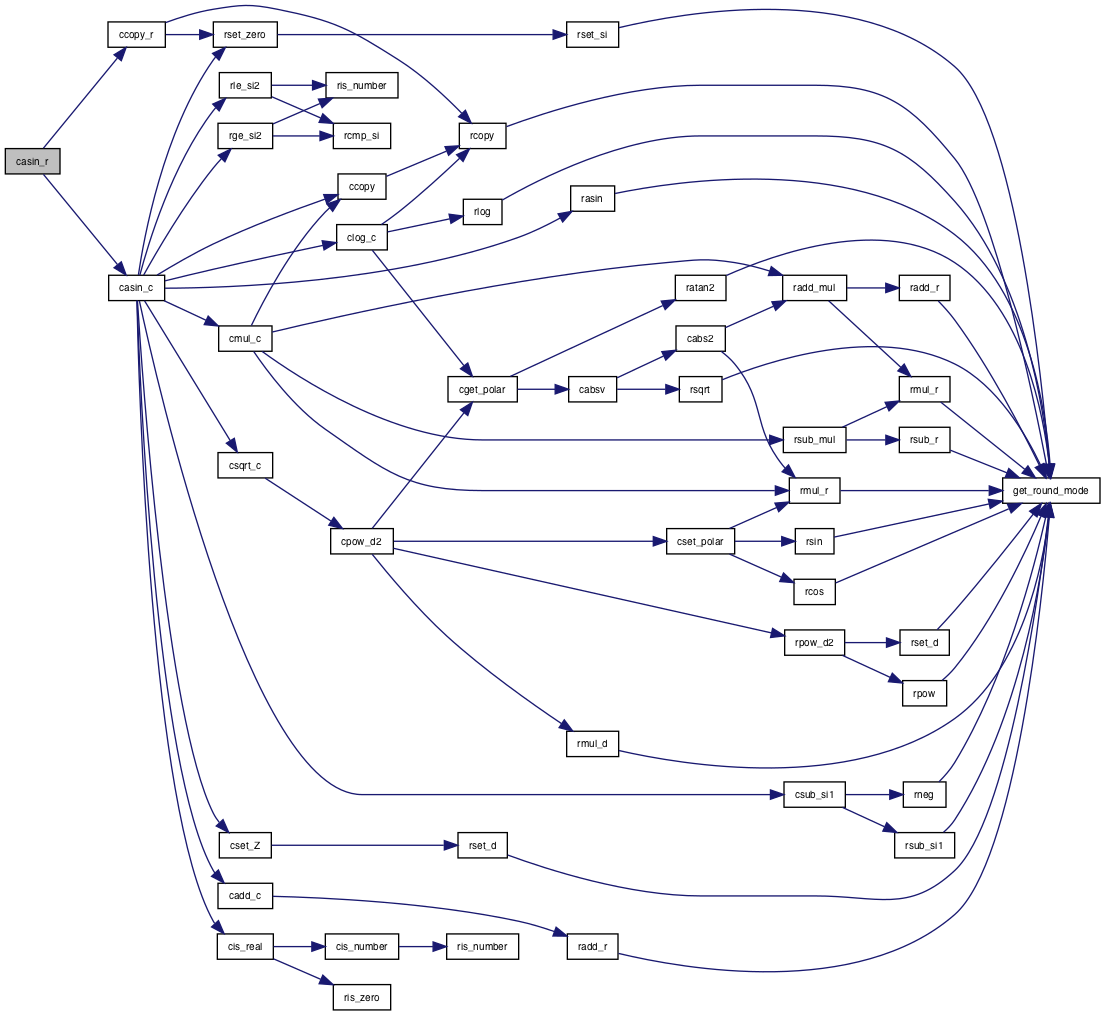 ccopy_r
rset_zero
rset_si
rle_si2
ris_number
rge_si2
rcmp_si
rcopy
casin_r
ccopy
rasin
rlog
clog_c
casin_c
ratan2
radd_mul
radd_r
cmul_c
cabs2
cget_polar
cabsv
rsqrt
rmul_r
rsub_mul
rsub_r
csqrt_c
rmul_r
get_round_mode
cpow_d2
cset_polar
rsin
rcos
rpow_d2
rset_d
rpow
rmul_d
csub_si1
rneg
cset_Z
rset_d
rsub_si1
cadd_c
cis_real
cis_number
ris_number
radd_r
ris_zero